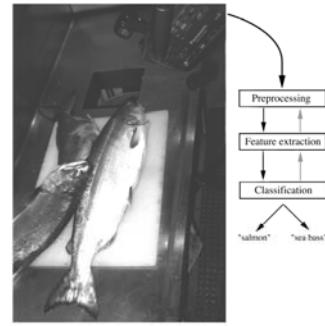 Preprocessing
Feature extraction
Classification
"salmon" "sea bass"